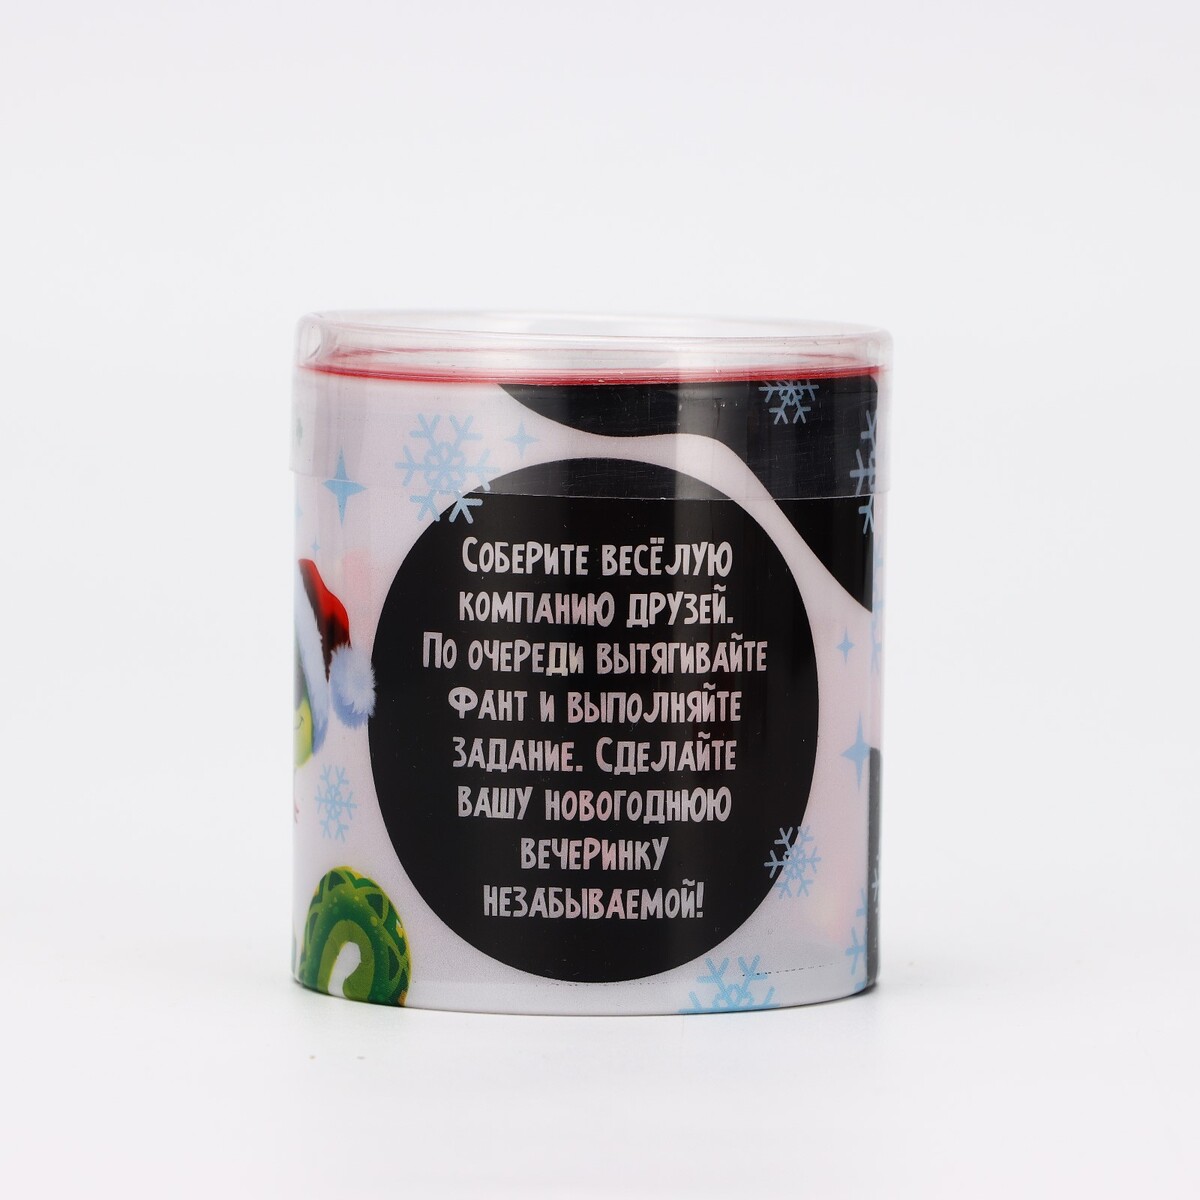 Соберите весёлую
компанию друзей.
По очереди вытягивайте
фант и выполняйте
задание. Сделайте
вашу новогоднюю
вечеринку
незабываемой!